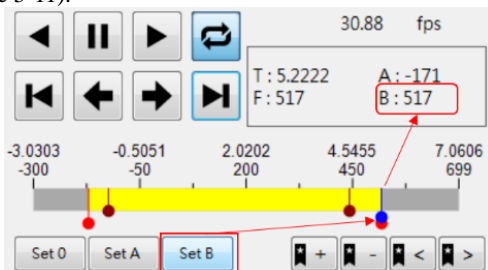 30.88 fps
T : 5.2222 A : -171
F : 517 B : 517
-3.0303 -0.5051 2.0202 4.5455 7.0606
-300 -50 200 450 699
Set 0 Set A Set B + - < >